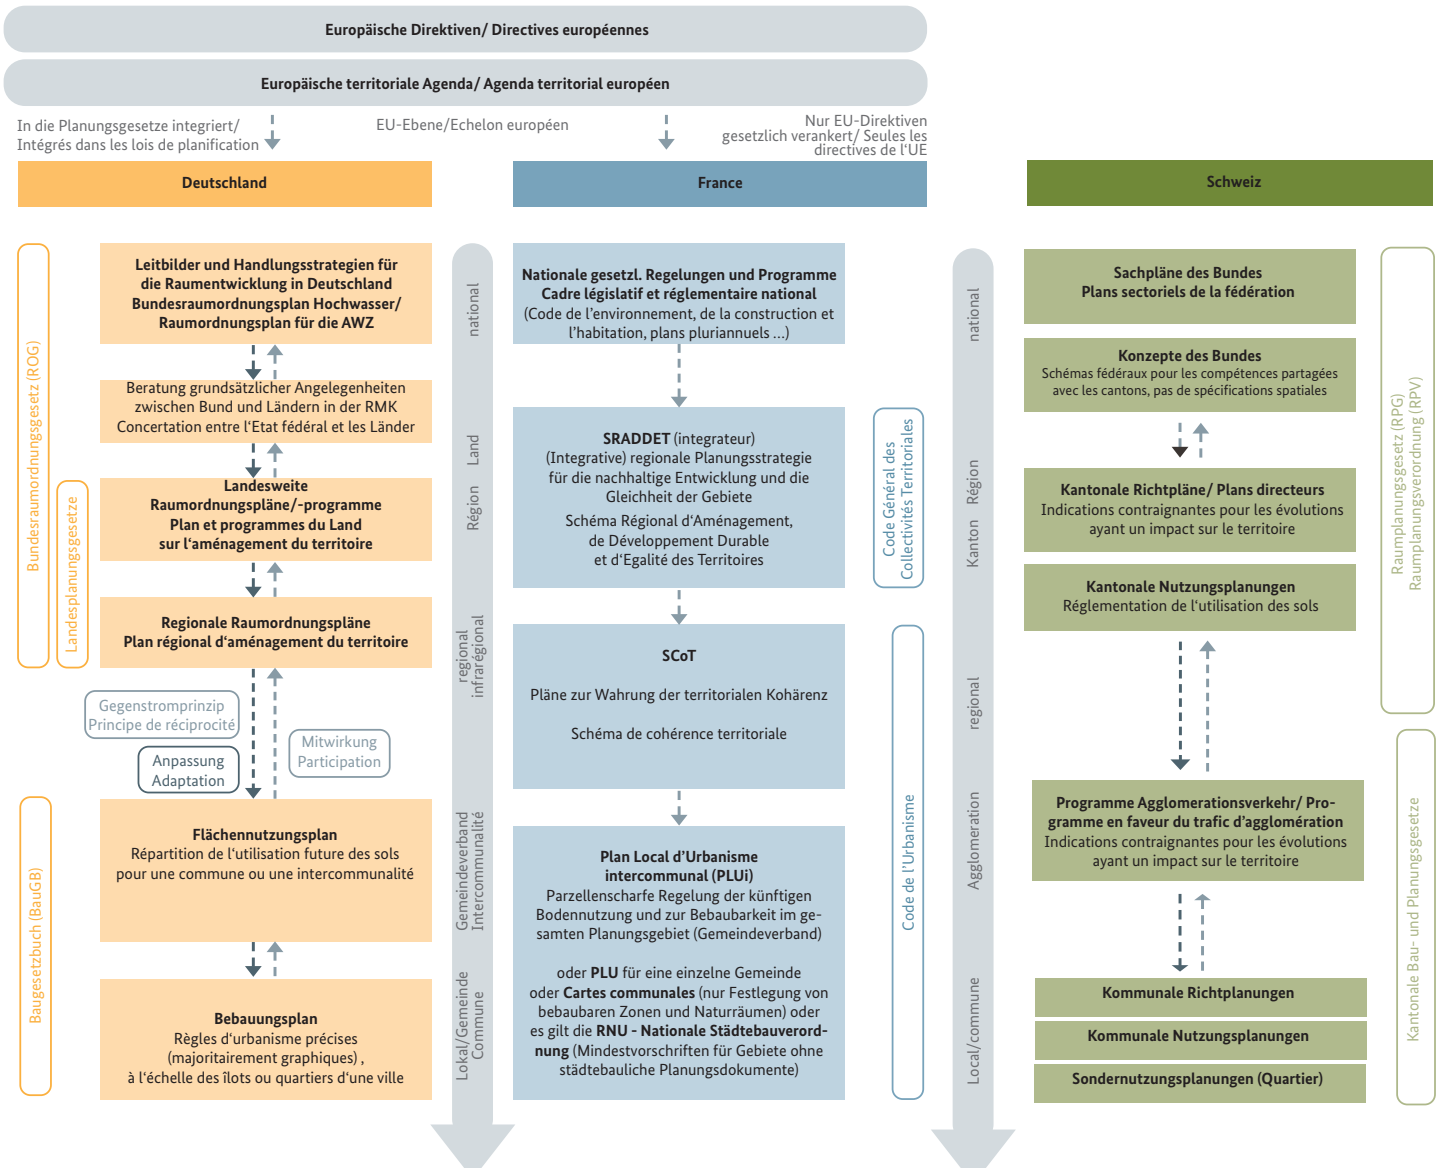 Europäische Direktiven/ Directives européennes
Europäische territoriale Agenda/ Agenda territorial européen
In die Planungsgesetze integriert/
Intégrés dans les lois de planification
EU-Ebene/Echelon européen
Nur EU-Direktiven
gesetzlich verankert/ Seules les
directives de l'UE
Deutschland
France
Schweiz
Bundesraumordnungsgesetz (ROG)
Landesplanungsgesetze
Baugesetzbuch (BauGB)
Leitbilder und Handlungsstrategien für
die Raumentwicklung in Deutschland
Bundesraumordnungsplan Hochwasser/
Raumordnungsplan für die AWZ
Beratung grundsätzlicher Angelegenheiten
zwischen Bund und Ländern in der RMK
Concertation entre l'Etat fédéral et les Länder
Landesweite
Raumordnungspläne/-programme
Plan et programmes du Land
sur l'aménagement du territoire
Regionale Raumordnungspläne
Plan régional d'aménagement du territoire
Gegenstromprinzip
Principe de réciprocité
Anpassung
Adaptation
Mitwirkung
Participation
Flächennutzungsplan
Répartition de l'utilisation future des sols
pour une commune ou une intercommunalité
Bebauungsplan
Règles d'urbanisme précises
(majoritairement graphiques) ,
à l'échelle des îlots ou quartiers d'une ville
national
Land
Région
regional
infrarégional
Gemeindeverband
Intercommunalité
Lokal/Gemeinde
Commune
Nationale gesetzl. Regelungen und Programme
Cadre législatif et réglementaire national
(Code de l'environnement, de la construction et
l'habitation, plans pluriannuels ...)
SRADDET (integrateur)
(Integrative) regionale Planungsstrategie
für die nachhaltige Entwicklung und die
Gleichheit der Gebiete
Schéma Régional d'Aménagement,
de Développement Durable
et d'Egalité des Territoires
SCoT
Pläne zur Wahrung der territorialen Kohärenz
Schéma de cohérence territoriale
Plan Local d'Urbanisme
intercommunal (PLUi)
Parzellenscharfe Regelung der künftigen
Bodennutzung und zur Bebaubarkeit im ge-
samten Planungsgebiet (Gemeindeverband)
oder PLU für eine einzelne Gemeinde
oder Cartes communales (nur Festlegung von
bebaubaren Zonen und Naturräumen) oder
es gilt die RNU - Nationale Städtebauverord-
nung (Mindestvorschriften für Gebiete ohne
städtebauliche Planungsdokumente)
Code Général des
Collectivités Territoriales
Code de l'Urbanisme
national
Région
Kanton
regional
Agglomeration
Local/commune
Sachpläne des Bundes
Plans sectoriels de la fédération
Konzepte des Bundes
Schémas fédéraux pour les compétences partagées
avec les cantons, pas de spécifications spatiales
Kantonale Richtpläne/ Plans directeurs
Indications contraignantes pour les évolutions
ayant un impact sur le territoire
Kantonale Nutzungsplanungen
Réglementation de l'utilisation des sols
Programme Agglomerationsverkehr/ Pro-
gramme en faveur du trafic d'agglomération
Indications contraignantes pour les évolutions
ayant un impact sur le territoire
Kommunale Richtplanungen
Kommunale Nutzungsplanungen
Sondernutzungsplanungen (Quartier)
Raumplanungsgesetz (RPG)
Raumplanungsverordnung (RPV)
Kantonale Bau- und Planungsgesetze